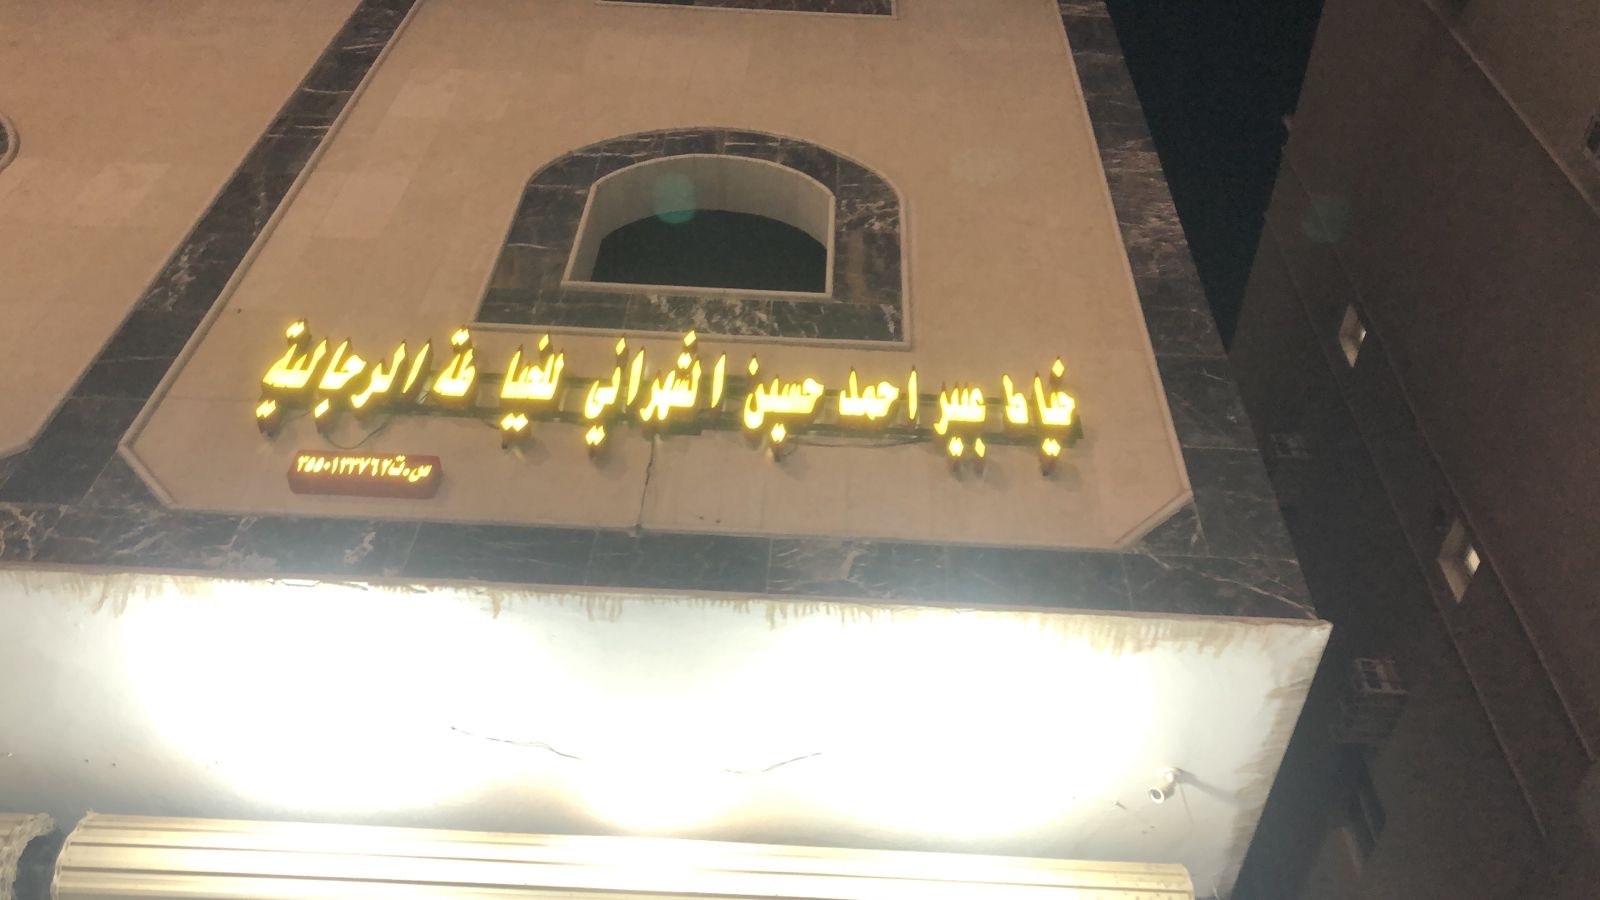 خياط عبير احمد حسين الشهراني للخياطة الرجالية
س.ت ٣٥٥٠١٣٣٧٦٢